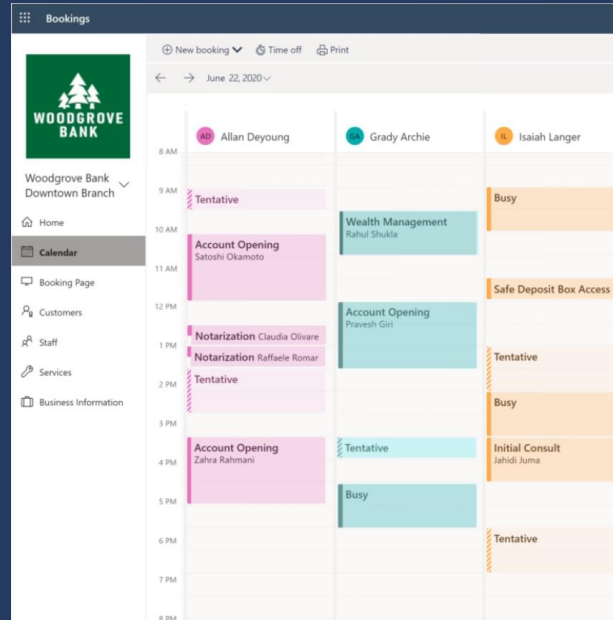 Bookings
New booking
Time off
Print
June 22, 2020
WOODGROVE
BANK
Woodgrove Bank
Downtown Branch
Home
Calendar
Booking Page
Customers
Staff
Services
Business Information
AD Allan Deyoung
GA Grady Archie
IL Isaiah Langer
8 AM
9 AM
10 AM
11 AM
12 PM
1 PM
2 PM
3 PM
4 PM
5 PM
6 PM
7 PM
8 PM
Tentative
Account Opening
Satoshi Okamoto
Notarization Claudia Olivare
Notarization Raffaele Romar
Tentative
Account Opening
Zahra Rahmani
Wealth Management
Rahul Shukla
Account Opening
Pravesh Giri
Tentative
Busy
Busy
Safe Deposit Box Access
Tentative
Busy
Initial Consult
Jahidi Juma
Tentative